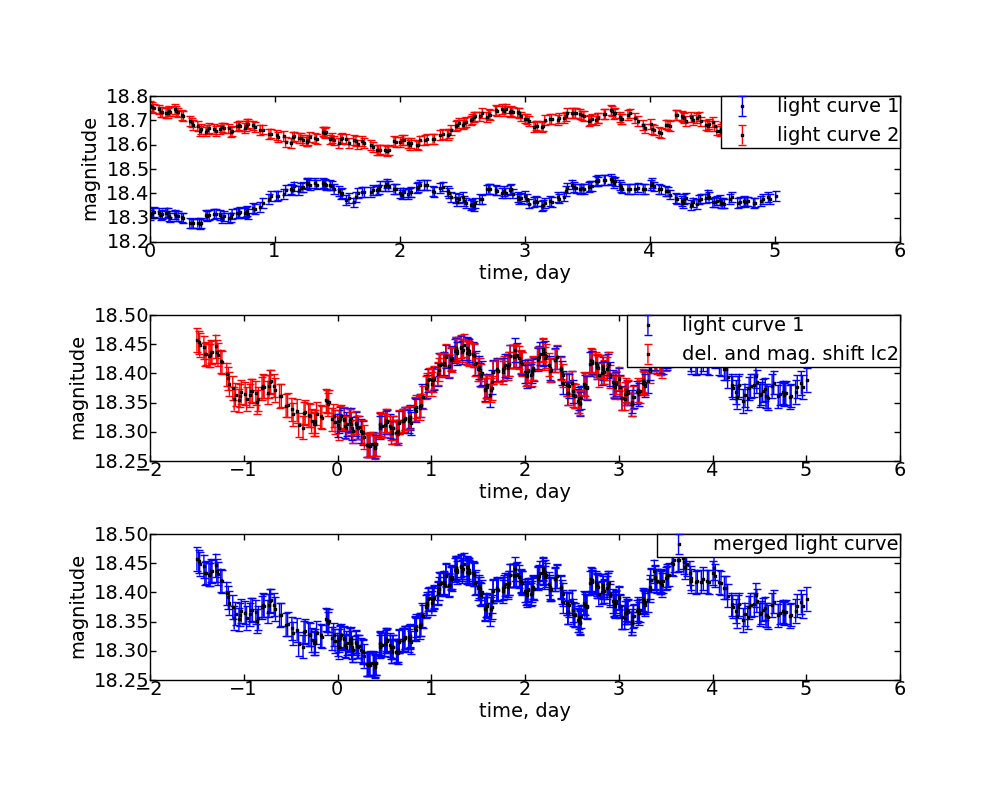 18.8
18.7
18.6
18.5
18.4
18.3
18.2
magnitude
light curve 1
light curve 2
0 1 2 3 4 5 6
time, day
18.50
18.45
18.40
18.35
18.30
18.25
magnitude
light curve 1
del. and mag. shift lc2
−2 −1 0 1 2 3 4 5 6
time, day
18.50
18.45
18.40
18.35
18.30
18.25
magnitude
merged light curve
−2 −1 0 1 2 3 4 5 6
time, day